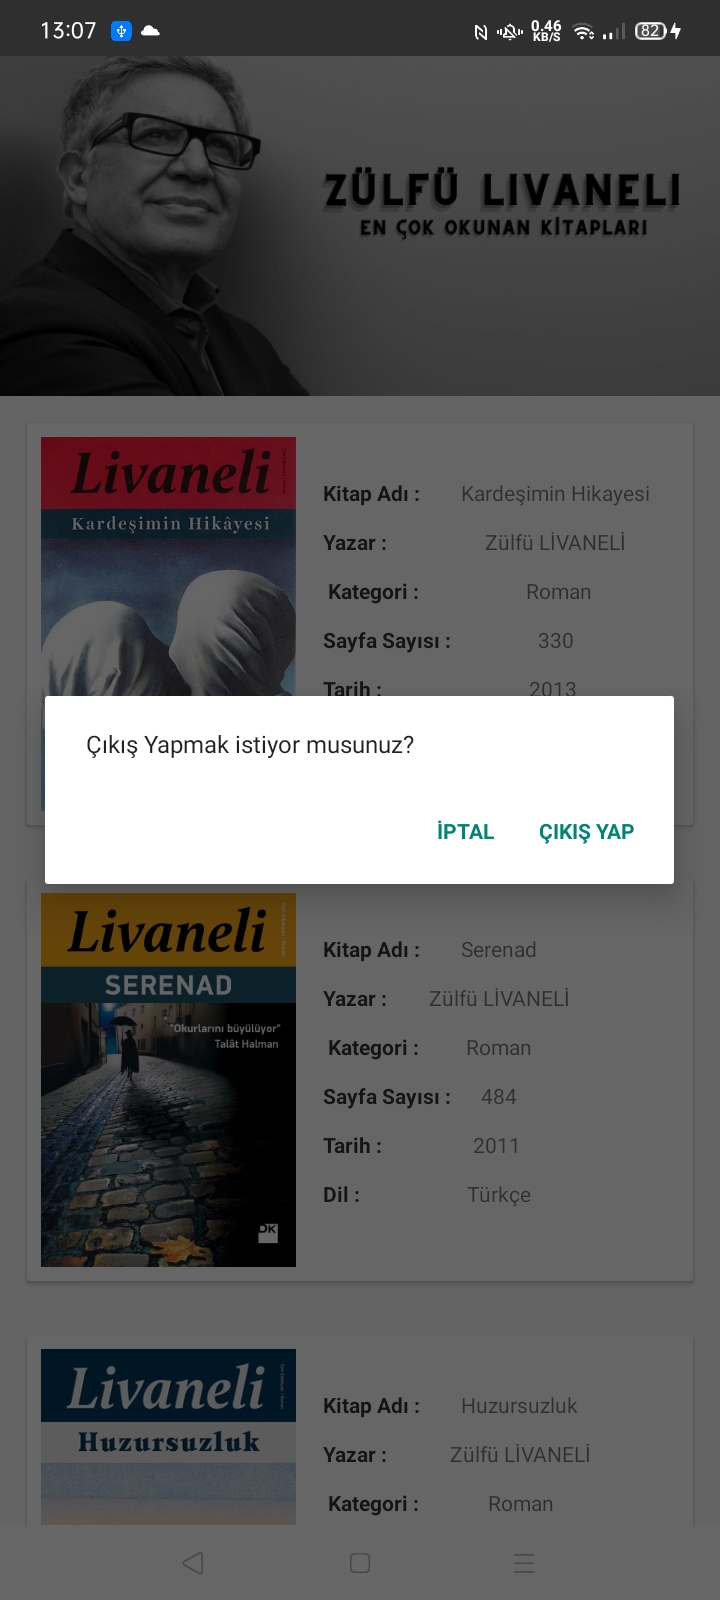 13:07
0.46
KB/S
82
ZÜLFÜ LIVANELI
EN ÇOK OKUNAN KİTAPLARI
Livaneli
Kardeşimin Hikâyesi
Kitap Adı : Kardeşimin Hikayesi
Yazar : Zülfü LİVANELİ
Kategori : Roman
Sayfa Sayısı : 330
Tarih : 2013
Çıkış Yapmak istiyor musunuz?
İPTAL ÇIKIŞ YAP
Livaneli
SERENAD
"Okurlarını büyülüyor"
Talât Halman
DK
Kitap Adı : Serenad
Yazar : Zülfü LİVANELİ
Kategori : Roman
Sayfa Sayısı : 484
Tarih : 2011
Dil : Türkçe
Livaneli
Huzursuzluk
Kitap Adı : Huzursuzluk
Yazar : Zülfü LİVANELİ
Kategori : Roman